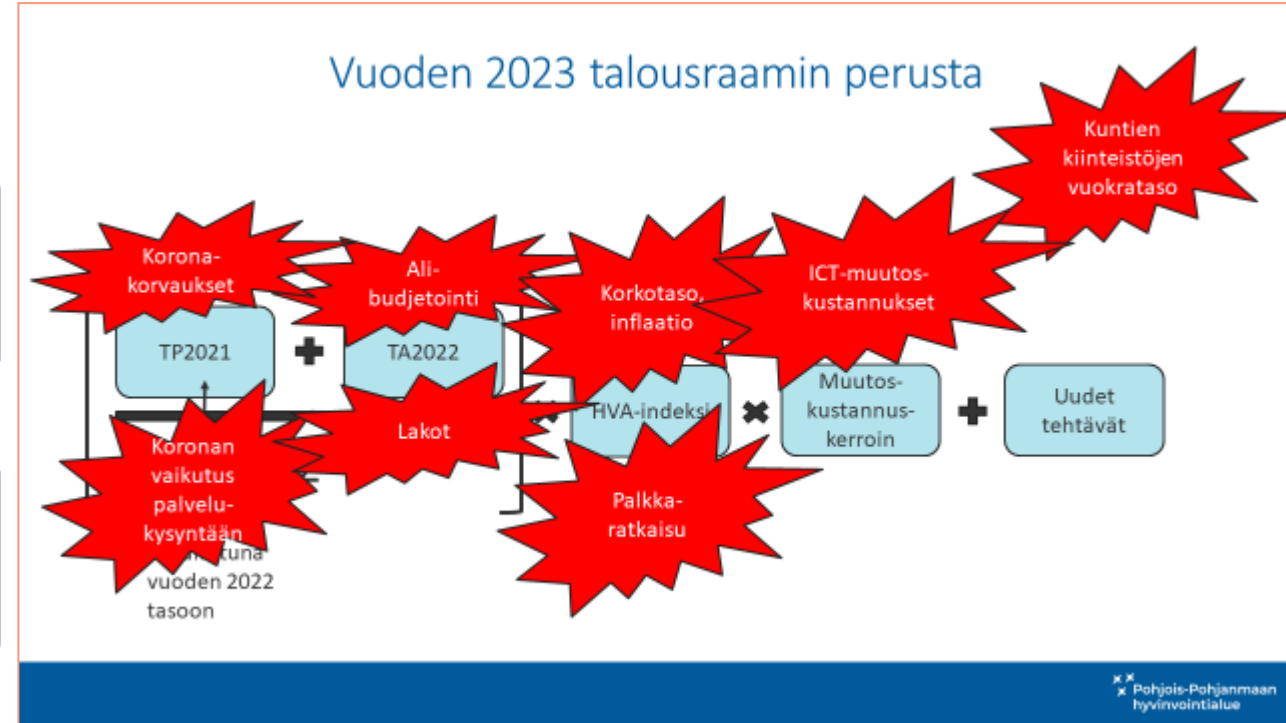 Vuoden 2023 talousraamin perusta
Kuntien
kiinteistöjen
vuokrataso
Korona-
korvaukset
Ali-
budjetointi
Korkotaso,
inflaatio
ICT-muutos-
kustannukset
TP2021
TA2022
HVA-indeksi
Muutos-
kustannus-
kerroin
Uudet
tehtävät
Koronan
vaikutus
palvelu-
kysyntään
Lakot
Palkka-
ratkaisu
vuoden 2022
tasoon
Pohjois-Pohjanmaan
hyvinvointialue